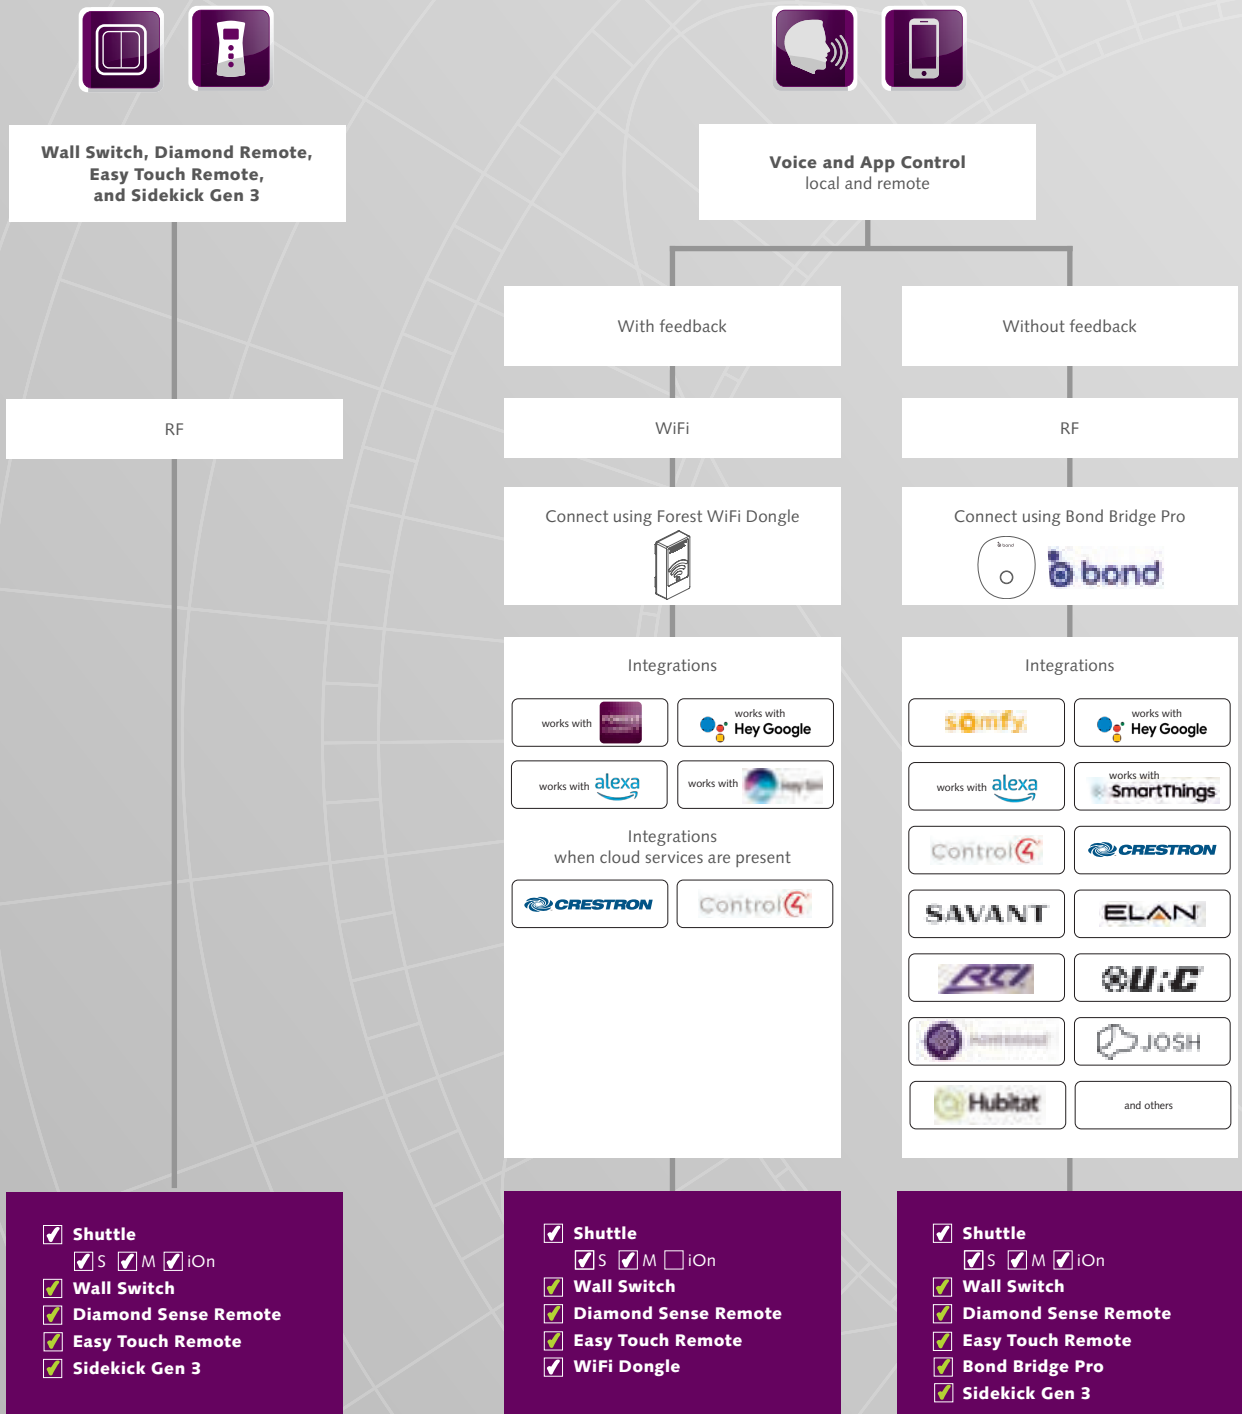 Wall Switch, Diamond Remote,
Easy Touch Remote,
and Sidekick Gen 3
RF
Shuttle
S M iOn
Wall Switch
Diamond Sense Remote
Easy Touch Remote
Sidekick Gen 3
Voice and App Control
local and remote
With feedback
WiFi
Connect using Forest WiFi Dongle
Integrations
works with
works with
Hey Google
works with alexa
works with Hey Siri
Integrations
when cloud services are present
CRESTRON
Control4
Shuttle
S M iOn
Wall Switch
Diamond Sense Remote
Easy Touch Remote
WiFi Dongle
Without feedback
RF
Connect using Bond Bridge Pro
bond
bond
Integrations
somfy
works with
Hey Google
works with alexa
works with
SmartThings
Control4
CRESTRON
SAVANT
ELAN
RTI
URC
JOSH
Hubitat
and others
Shuttle
S M iOn
Wall Switch
Diamond Sense Remote
Easy Touch Remote
Bond Bridge Pro
Sidekick Gen 3